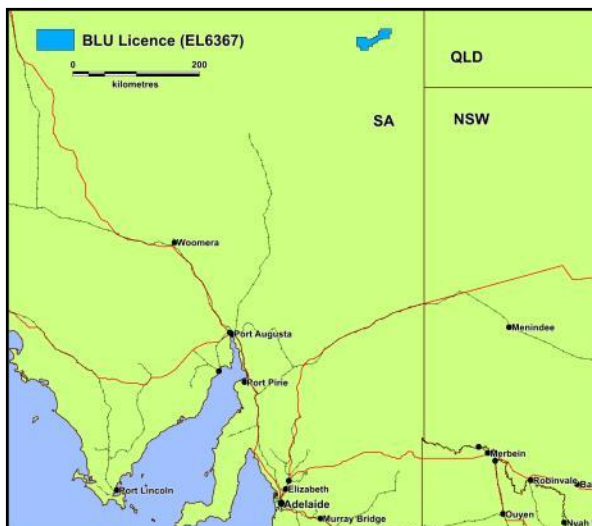 BLU Licence (EL6367)
0 200
kilometres
QLD
SA NSW
Woomera
Port Augusta
Menindee
Port Pirie
Merbein
Robinvale
Ba
Port Lincoln
Elizabeth
Adelaide
Ouyen
Murray Bridge
Nyah